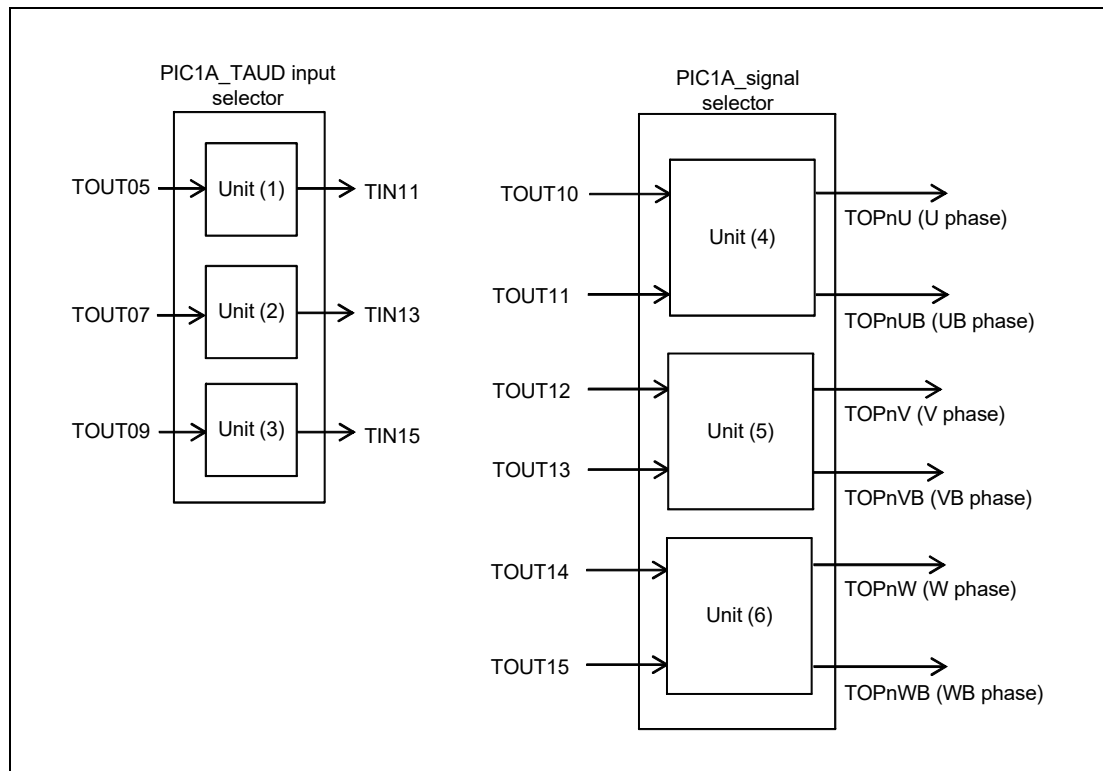 PIC1A_TAUD input
selector
TOUT05
Unit (1)
TIN11
TOUT07
Unit (2)
TIN13
TOUT09
Unit (3)
TIN15
PIC1A_signal
selector
TOUT10
TOUT11
Unit (4)
TOPnU (U phase)
TOPnUB (UB phase)
TOUT12
TOUT13
Unit (5)
TOPnV (V phase)
TOPnVB (VB phase)
TOUT14
TOUT15
Unit (6)
TOPnW (W phase)
TOPnWB (WB phase)